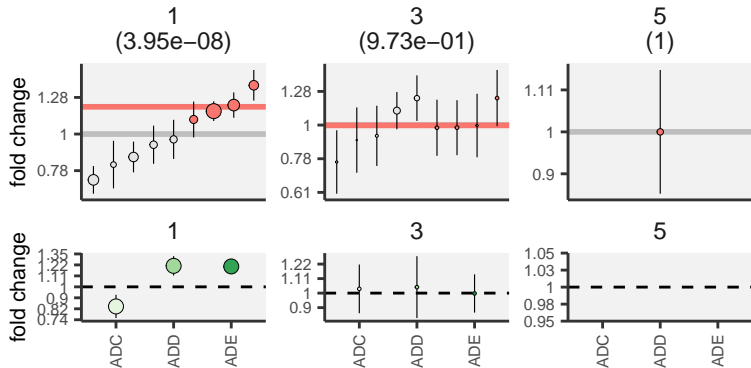 1
(3.95e−08)
3
(9.73e−01)
5
(1)
fold change
1.28
1
0.78
1.28
1
0.78
0.61
1.11
1
0.9
1
3
5
fold change
1.35
1.22
1.11
1
0.9
0.82
0.74
1.22
1.11
1
0.9
1.05
1.03
1
0.98
0.95
ADC
ADD
ADE
ADC
ADD
ADE
ADC
ADD
ADE